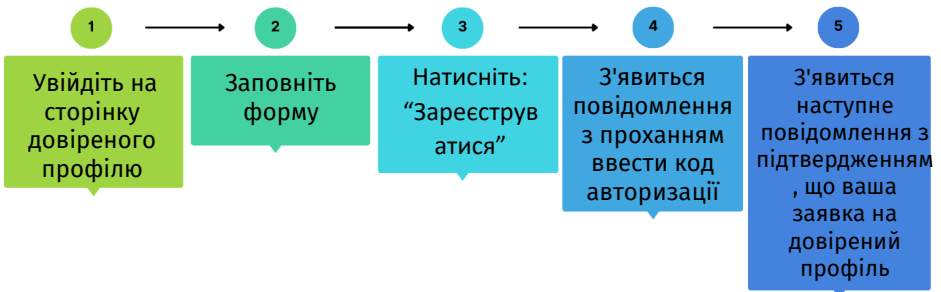 1
2
3
4
5
Увійдіть на
сторінку
довіреного
профілю
Заповніть
форму
Натисніть:
“Зареєструв
атися”
З'явиться
повідомлення
з проханням
ввести код
авторизації
З'явиться
наступне
повідомлення з
підтвердженням
, що ваша
заявка на
довірений
профіль